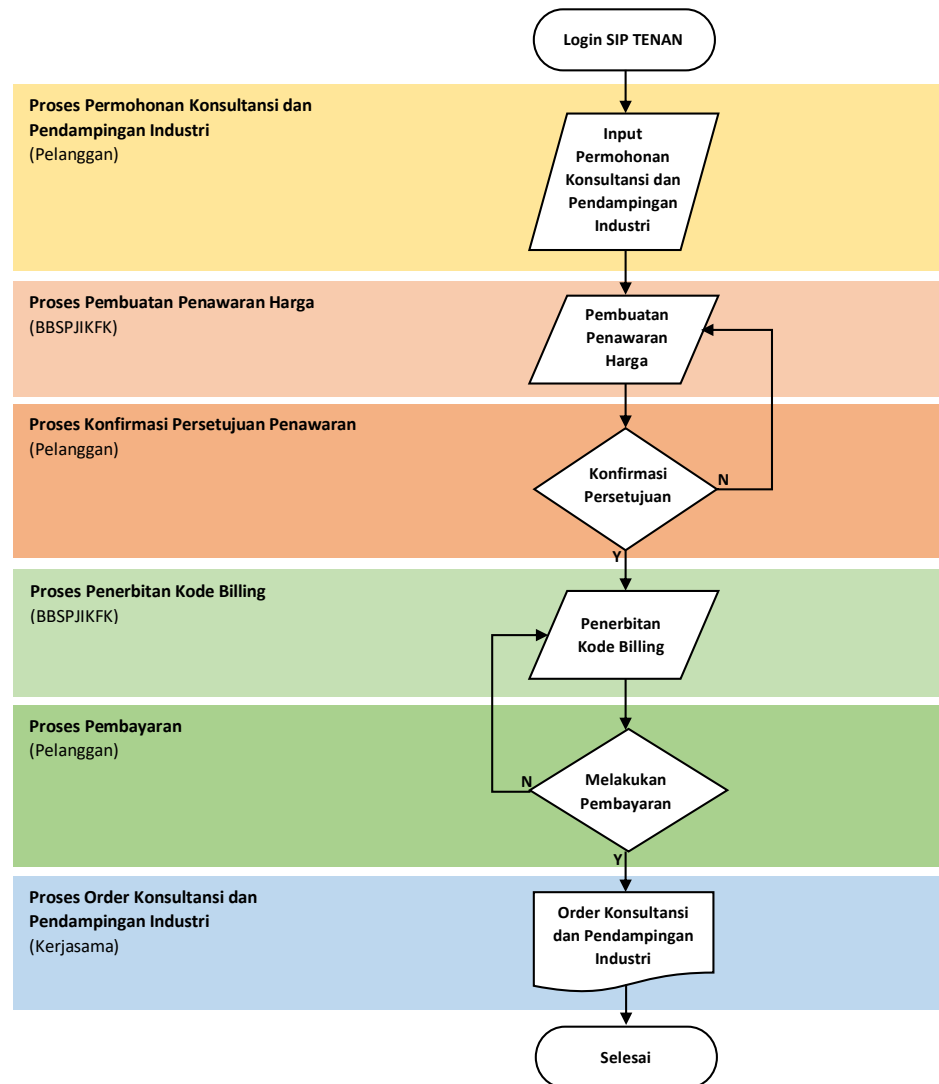 Login SIP TENAN
Proses Permohonan Konsultansi dan
Pendampingan Industri
(Pelanggan)
Input
Permohonan
Konsultansi dan
Pendampingan
Industri
Proses Pembuatan Penawaran Harga
(BBSPJIKFK)
Pembuatan
Penawaran
Harga
Proses Konfirmasi Persetujuan Penawaran
(Pelanggan)
Konfirmasi
Persetujuan
N
Y
Proses Penerbitan Kode Billing
(BBSPJIKFK)
Penerbitan
Kode Billing
Proses Pembayaran
(Pelanggan)
Melakukan
Pembayaran
N
Y
Proses Order Konsultansi dan
Pendampingan Industri
(Kerjasama)
Order Konsultansi
dan Pendampingan
Industri
Selesai